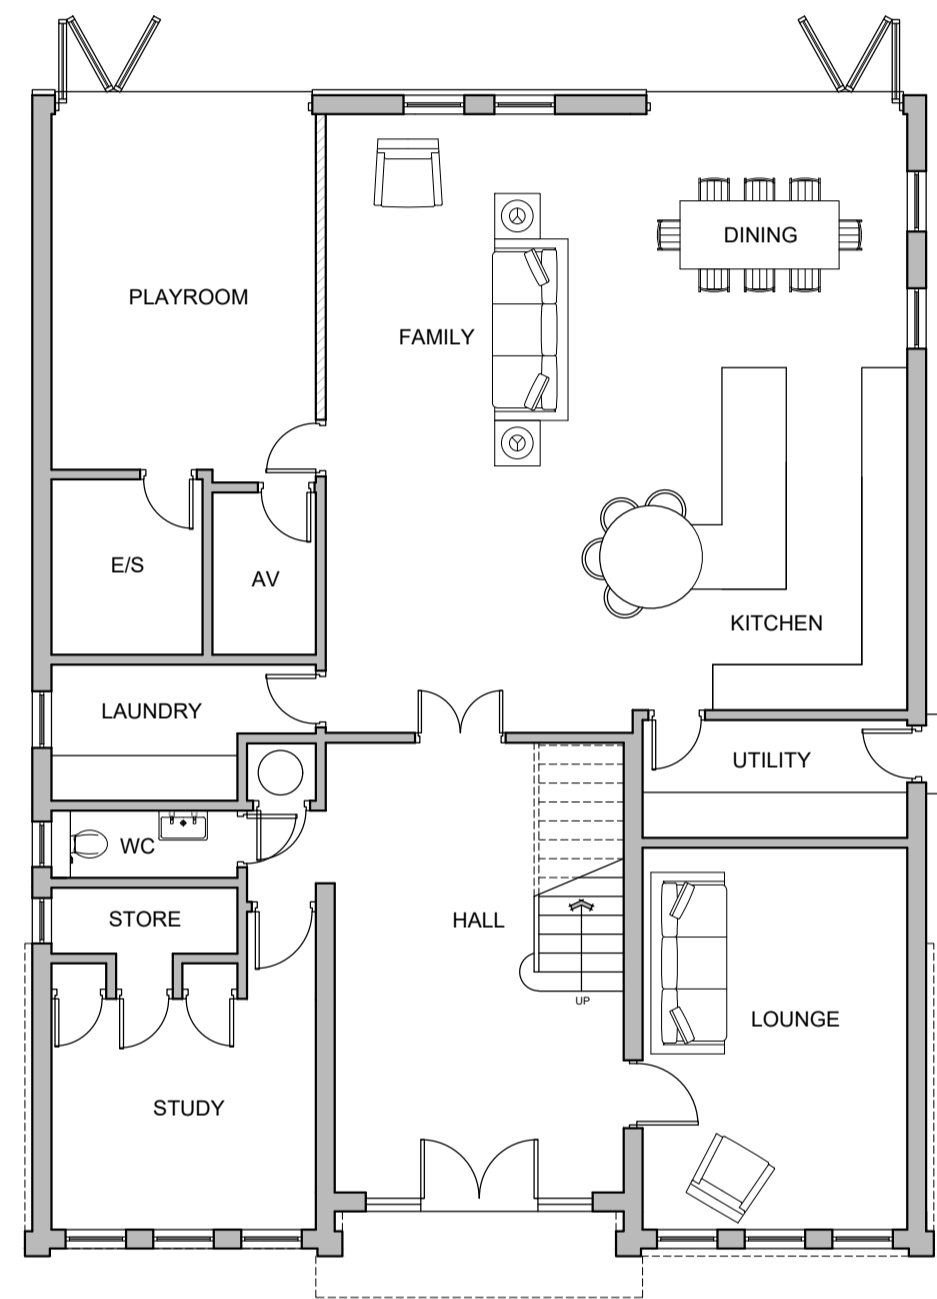 DINING
PLAYROOM
FAMILY
E/S
AV
KITCHEN
LAUNDRY
UTILITY
WC
STORE
HALL
UP
LOUNGE
STUDY